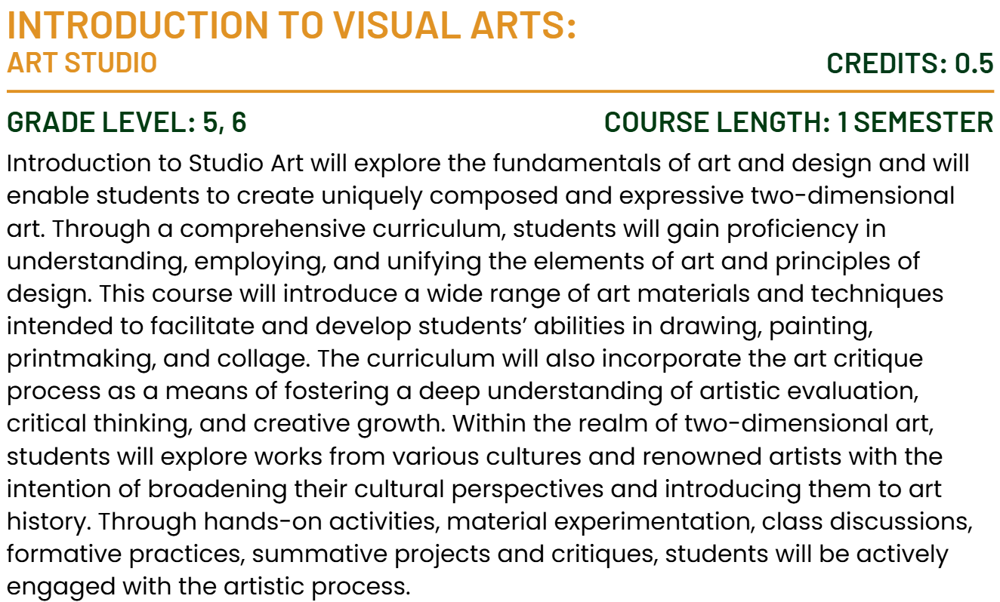 INTRODUCTION TO VISUAL ARTS:
ART STUDIO
CREDITS: 0.5
GRADE LEVEL: 5, 6
COURSE LENGTH: 1 SEMESTER
Introduction to Studio Art will explore the fundamentals of art and design and will
enable students to create uniquely composed and expressive two-dimensional
art. Through a comprehensive curriculum, students will gain proficiency in
understanding, employing, and unifying the elements of art and principles of
design. This course will introduce a wide range of art materials and techniques
intended to facilitate and develop students’ abilities in drawing, painting,
printmaking, and collage. The curriculum will also incorporate the art critique
process as a means of fostering a deep understanding of artistic evaluation,
critical thinking, and creative growth. Within the realm of two-dimensional art,
students will explore works from various cultures and renowned artists with the
intention of broadening their cultural perspectives and introducing them to art
history. Through hands-on activities, material experimentation, class discussions,
formative practices, summative projects and critiques, students will be actively
engaged with the artistic process.